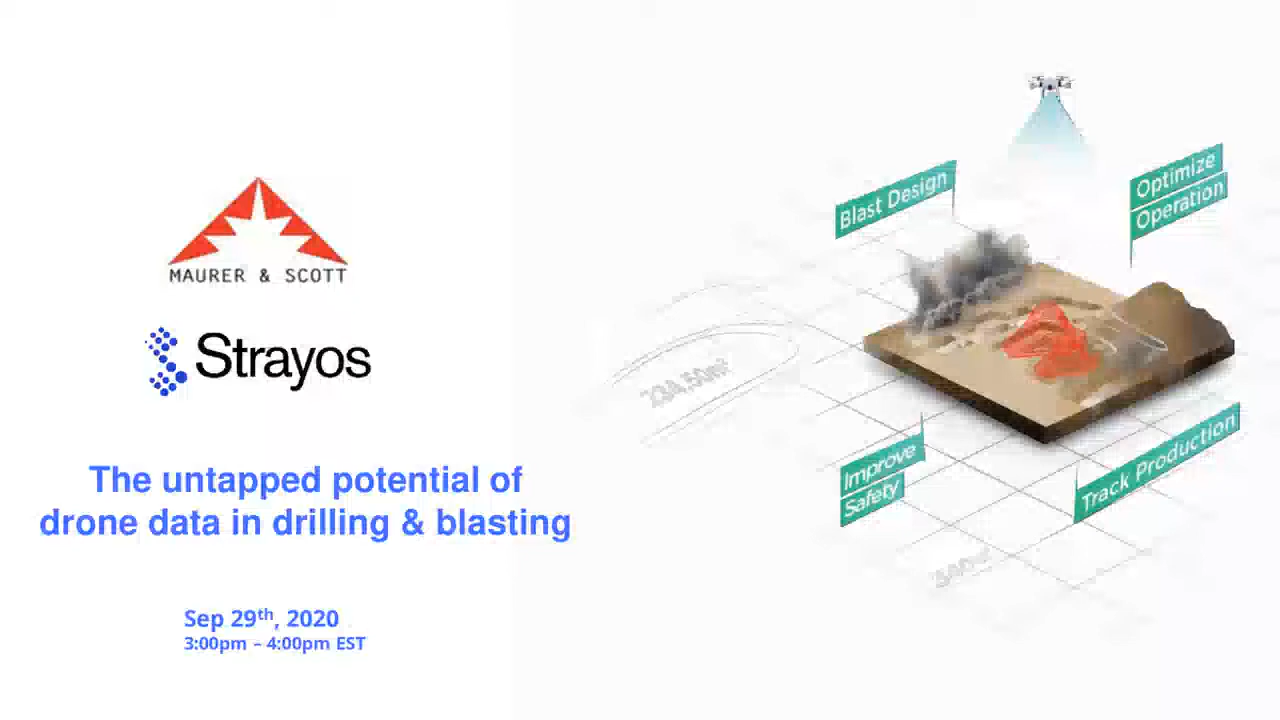 MAURER & SCOTT
Strayos
The untapped potential of
drone data in drilling & blasting
Sep 29th, 2020
3:00pm – 4:00pm EST
Blast Design
Optimize
Operation
Improve
Safety
Track Production